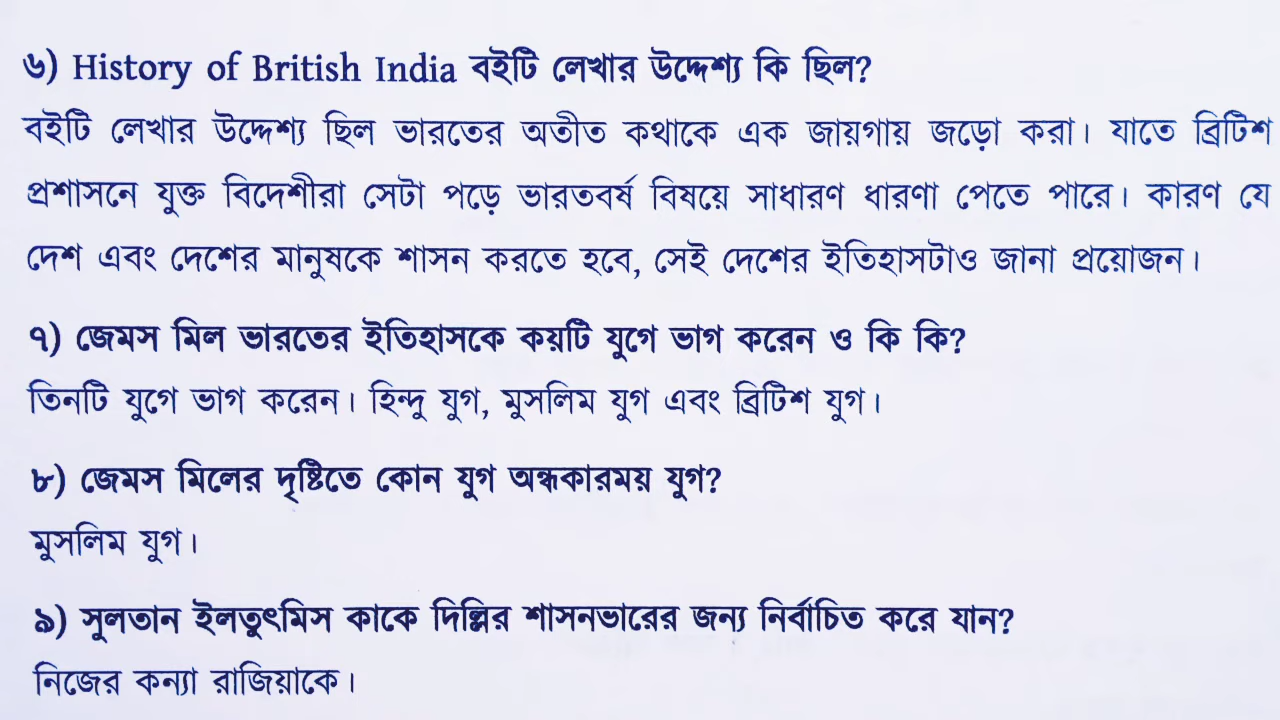 ৬) History of British India বইটি লেখার উদ্দেশ্য কি ছিল?
বইটি লেখার উদ্দেশ্য ছিল ভারতের অতীত কথাকে এক জায়গায় জড়ো করা। যাতে ব্রিটিশ
প্রশাসনে যুক্ত বিদেশীরা সেটা পড়ে ভারতবর্ষ বিষয়ে সাধারণ ধারণা পেতে পারে। কারণ যে
দেশ এবং দেশের মানুষকে শাসন করতে হবে, সেই দেশের ইতিহাসটাও জানা প্রয়োজন।
৭) জেমস মিল ভারতের ইতিহাসকে কয়টি যুগে ভাগ করেন ও কি কি?
তিনটি যুগে ভাগ করেন। হিন্দু যুগ, মুসলিম যুগ এবং ব্রিটিশ যুগ।
৮) জেমস মিলের দৃষ্টিতে কোন যুগ অন্ধকারময় যুগ?
মুসলিম যুগ।
৯) সুলতান ইলতুৎমিস কাকে দিল্লির শাসনভারের জন্য নির্বাচিত করে যান?
নিজের কন্যা রাজিয়াকে।